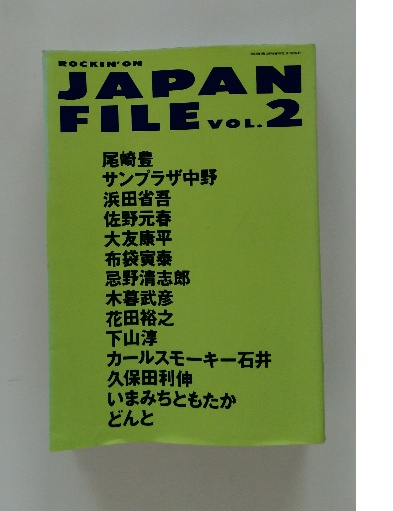 ROCKIN'ON
JAPAN
FILE VOL.2
尾崎豊
サンプラザ中野
浜田省吾
佐野元春
大友康平
布袋寅泰
忌野清志郎
木暮武彦
花田裕之
下山淳
カールスモーキー石井
久保田利伸
いまみちともたか
どんと